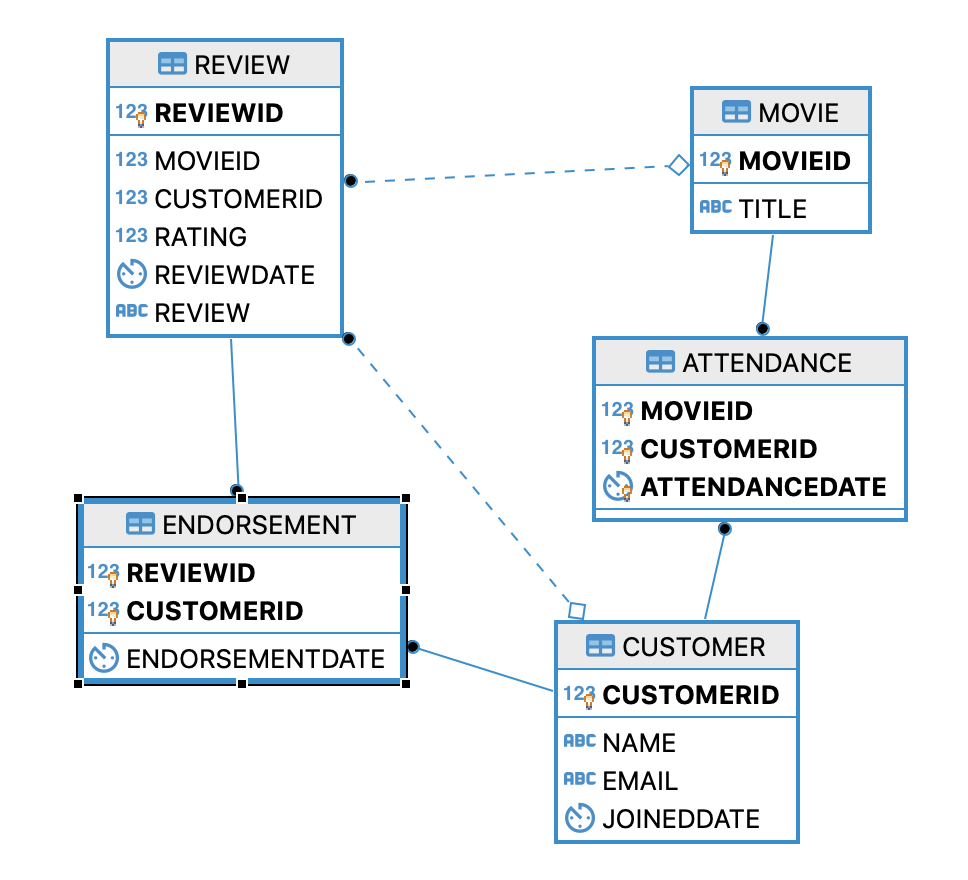 REVIEW
123 REVIEWID
123 MOVIEID
123 CUSTOMERID
123 RATING
REVIEWDATE
ABC REVIEW
MOVIE
123 MOVIEID
ABC TITLE
ATTENDANCE
123 MOVIEID
123 CUSTOMERID
ATTENDANCEDATE
ENDORSEMENT
123 REVIEWID
123 CUSTOMERID
ENDORSEMENTDATE
CUSTOMER
123 CUSTOMERID
ABC NAME
ABC EMAIL
JOINEDDATE